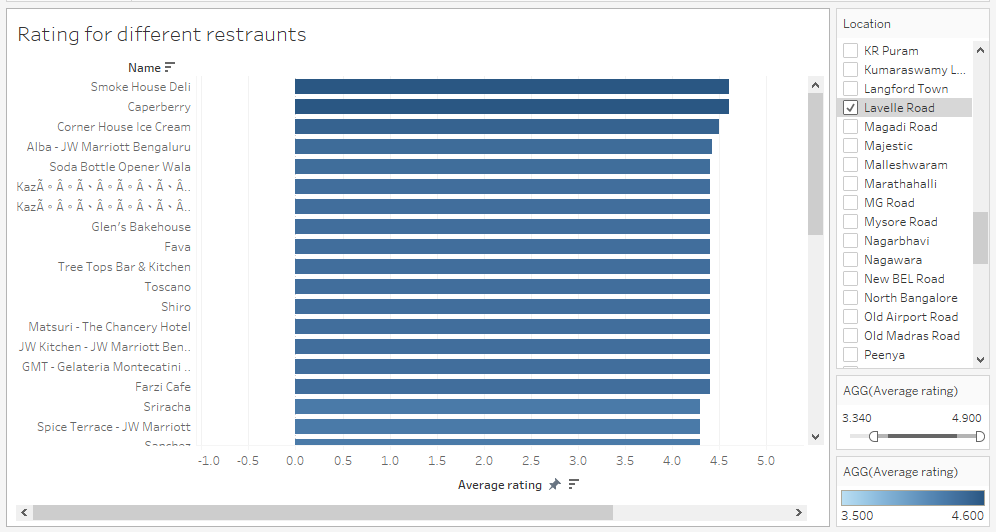 Rating for different restraunts
Name
Smoke House Deli
Caperberry
Corner House Ice Cream
Alba - JW Marriott Bengaluru
Soda Bottle Opener Wala
KazÃ◦Â◦Ã、Â◦Ã◦Â、Ã、Â..
KazÃ◦Â◦Ã、Â◦Ã◦Â、Ã、Â..
Glen's Bakehouse
Fava
Tree Tops Bar & Kitchen
Toscano
Shiro
Matsuri - The Chancery Hotel
JW Kitchen - JW Marriott Ben..
GMT - Gelateria Montecatini ..
Farzi Cafe
Sriracha
Spice Terrace - JW Marriott
Sanchez
-1.0 -0.5 0.0 0.5 1.0 1.5 2.0 2.5 3.0 3.5 4.0 4.5 5.0
Average rating
Location
KR Puram
Kumaraswamy L...
Langford Town
Lavelle Road
Magadi Road
Majestic
Malleshwaram
Marathahalli
MG Road
Mysore Road
Nagarbhavi
Nagawara
New BEL Road
North Bangalore
Old Airport Road
Old Madras Road
Peenya
AGG(Average rating)
3.340 4.900
AGG(Average rating)
3.500 4.600